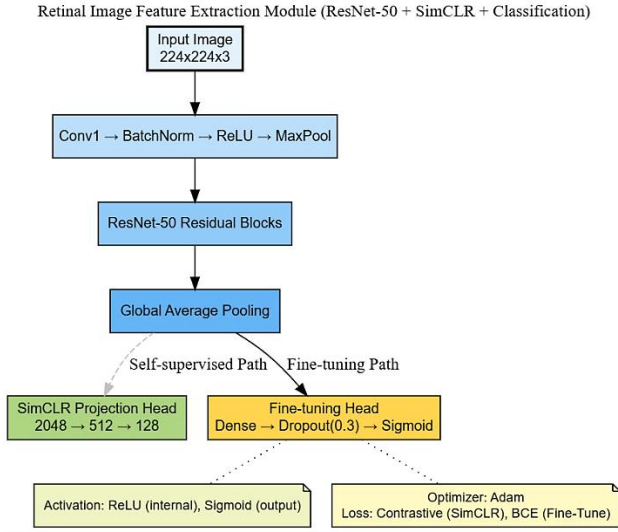 Retinal Image Feature Extraction Module (ResNet-50 + SimCLR + Classification)
Input Image
224x224x3
Conv1 → BatchNorm → ReLU → MaxPool
ResNet-50 Residual Blocks
Global Average Pooling
Self-supervised Path
Fine-tuning Path
SimCLR Projection Head
2048 → 512 → 128
Fine-tuning Head
Dense → Dropout(0.3) → Sigmoid
Activation: ReLU (internal), Sigmoid (output)
Optimizer: Adam
Loss: Contrastive (SimCLR), BCE (Fine-Tune)